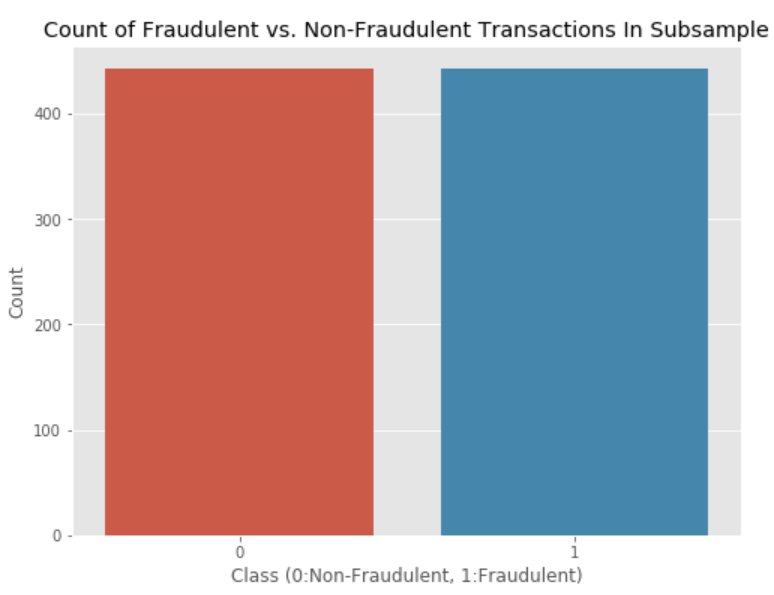 Count of Fraudulent vs. Non-Fraudulent Transactions In Subsample
400
300
200
100
0
Count
0 1
Class (0:Non-Fraudulent, 1:Fraudulent)